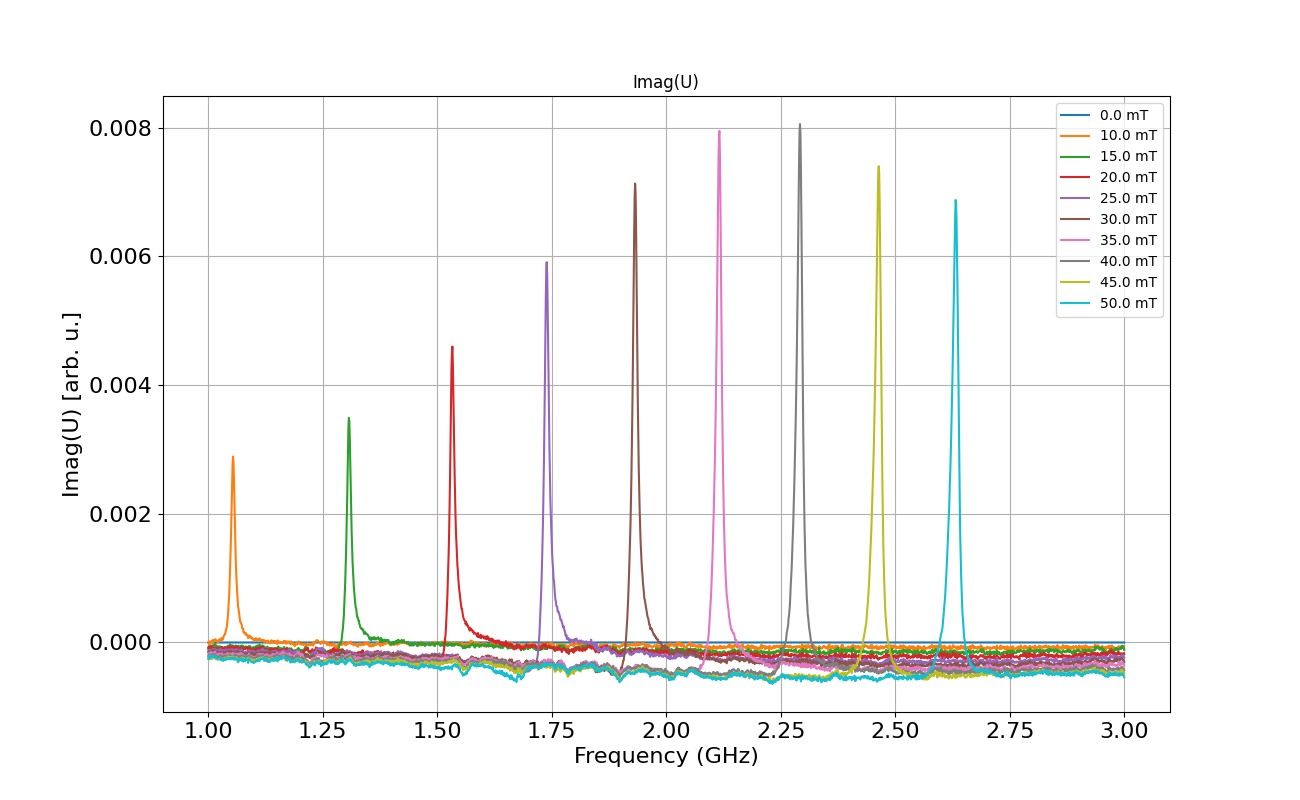 Imag(U)
Imag(U) [arb. u.]
0.008
0.006
0.004
0.002
0.000
0.0 mT
10.0 mT
15.0 mT
20.0 mT
25.0 mT
30.0 mT
35.0 mT
40.0 mT
45.0 mT
50.0 mT
1.00 1.25 1.50 1.75 2.00 2.25 2.50 2.75 3.00
Frequency (GHz)